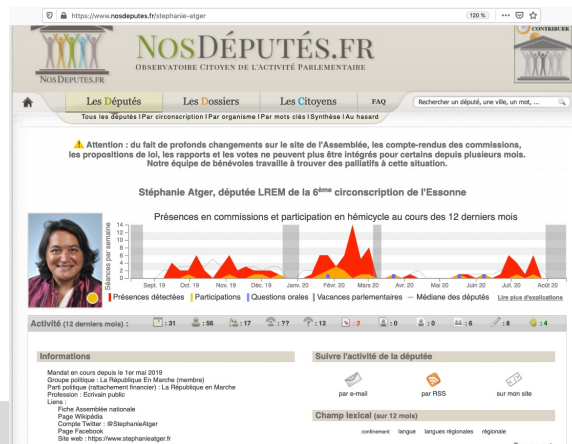 https://www.nosdeputes.fr/stephanie-atger
120 %
NOSDÉPUTÉS.FR
OBSERVATOIRE CITOYEN DE L'ACTIVITÉ PARLEMENTAIRE
NOSDEPUTES.FR
CONTRIBUER
Les Députés Les Dossiers Les Citoyens FAQ
Rechercher un député, une ville, un mot, ...
Tous les députés | Par circonscription | Par organisme | Par mots clés | Synthèse | Au hasard
Attention : du fait de profonds changements sur le site de l'Assemblée, les compte-rendus des commissions,
les propositions de loi, les rapports et les votes ne peuvent plus être intégrés pour certains depuis plusieurs mois.
Notre équipe de bénévoles travaille à trouver des palliatifs à cette situation.
Stéphanie Atger, députée LREM de la 6ème circonscription de l'Essonne
Présences en commissions et participation en hémicycle au cours des 12 derniers mois
Séances par semaine
14
12
10
8
6
4
2
0
Sept. 19 Oct. 19 Nov. 19 Déc. 19 Janv. 20 Févr. 20 Mars 20 Avr. 20 Mai 20 Juin 20 Juil. 20 Août 20
Présences détectées Participations Questions orales Vacances parlementaires Médiane des députés Lire plus d'explications
Activité (12 derniers mois) : : 31 : 56 : 17 : ?? : 12 : 3 : 0 : 0 : 6 : 8 : 4
Informations
Mandat en cours depuis le 1er mai 2019
Groupe politique : La République En Marche (membre)
Parti politique (rattachement financier) : La République en Marche
Profession : Ecrivain public
Liens :
Fiche Assemblée nationale
Page Wikipédia
Compte Twitter : @StephanieAtger
Page Facebook
Site web : https://www.stephanieatger.fr
Suivre l'activité de la députée
par e-mail par RSS sur mon site
Champ lexical (sur 12 mois)
confinement langue langues régionales régionale